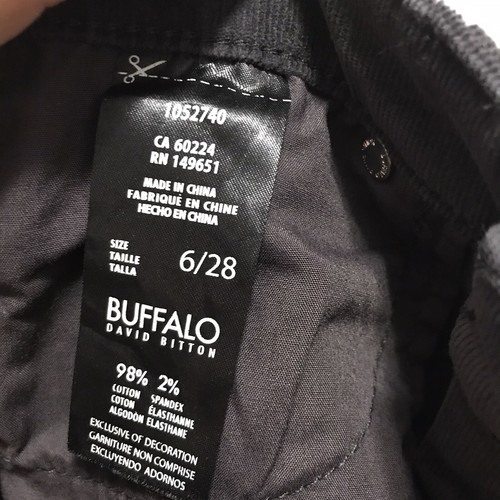 1052740
CA 60224
RN 149651
MADE IN CHINA
FABRIQUÉ EN CHINE
HECHO EN CHINA
SIZE
TAILLE
TALLA
6/28
BUFFALO
DAVID BITTON
98% 2%
COTTON SPANDEX
COTON ÉLASTHANNE
ALGODÓN ELASTHANE
EXCLUSIVE OF DECORATION
GARNITURE NON COMPRISE
EXCLUYENDO ADORNOS